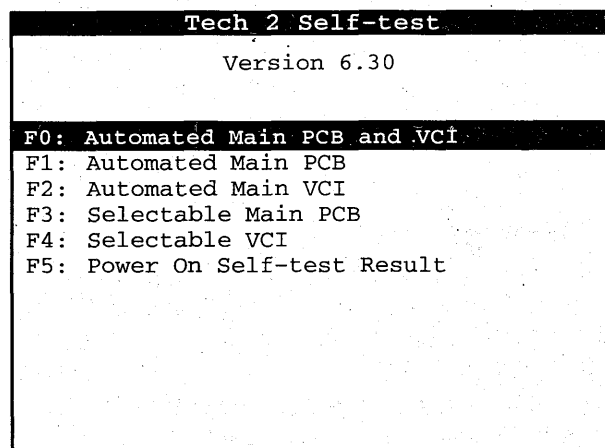 Tech 2 Self-test
Version 6.30
F0: Automated Main PCB and VCI
F1: Automated Main PCB
F2: Automated Main VCI
F3: Selectable Main PCB
F4: Selectable VCI
F5: Power On Self-test Result